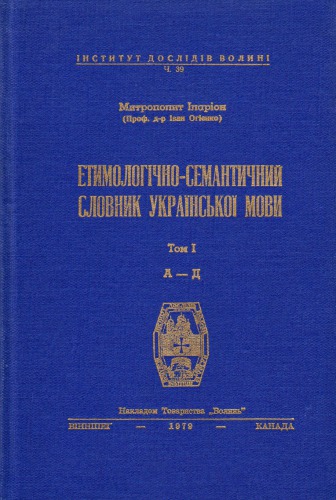 ІНСТИТУТ ДОСЛІДІВ ВОЛИНІ
Ч. 39
Митрополит Іларіон
(Проф. д-р Іван Огієнко)
ЕТИМОЛОГІЧНО-СЕМАНТИЧНИЙ
СЛОВНИК УКРАЇНСЬКОЇ МОВИ
Том І
А — Д
Накладом Товариства „Волинь"
ВІННІПЕГ — 1979 — КАНАДА